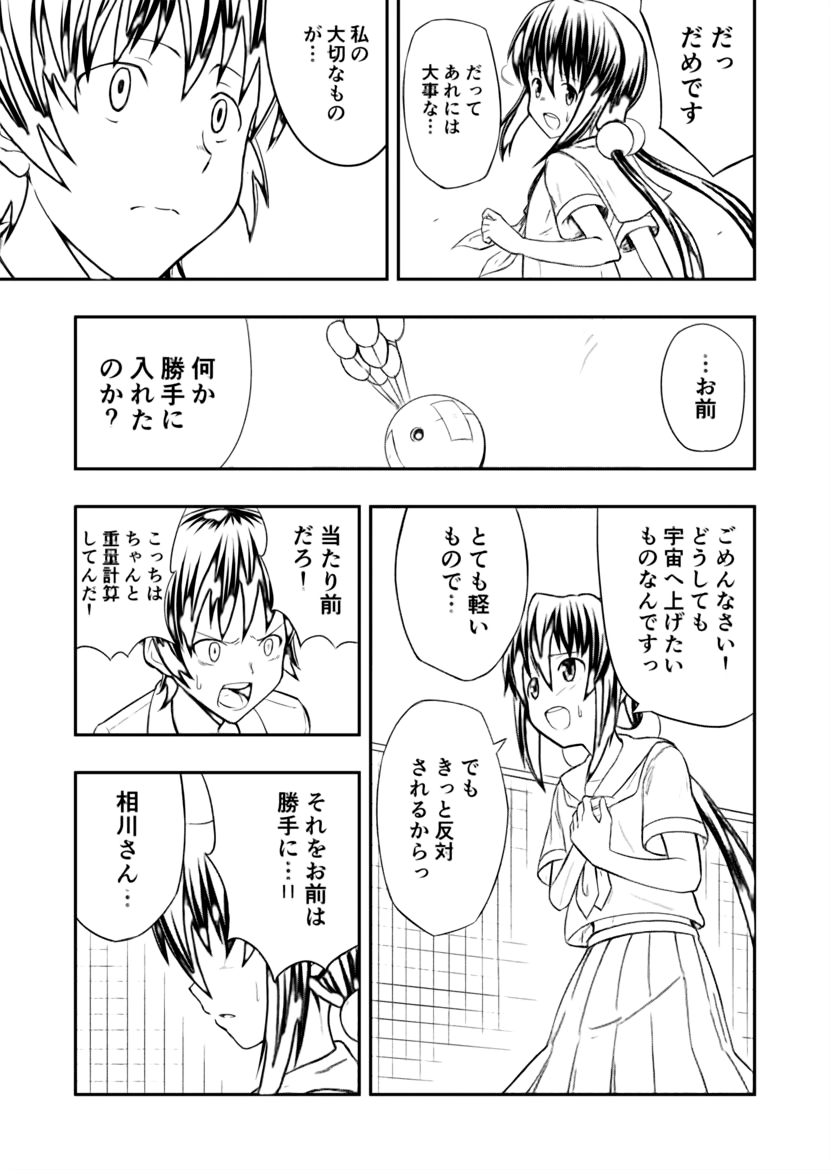 だっ
だめです
だって
あれには
大事な…
私の
大切なもの
が…
…お前
何か
勝手に
入れた
のか?
ごめんなさい!
どうしても
宇宙へ上げたい
ものなんですっ
とても軽い
もので…
でも
きっと反対
されるからっ
当たり前
だろ!
こっちは
ちゃんと
重量計算
してんだ!
それをお前は
勝手に…!!
相川さん…